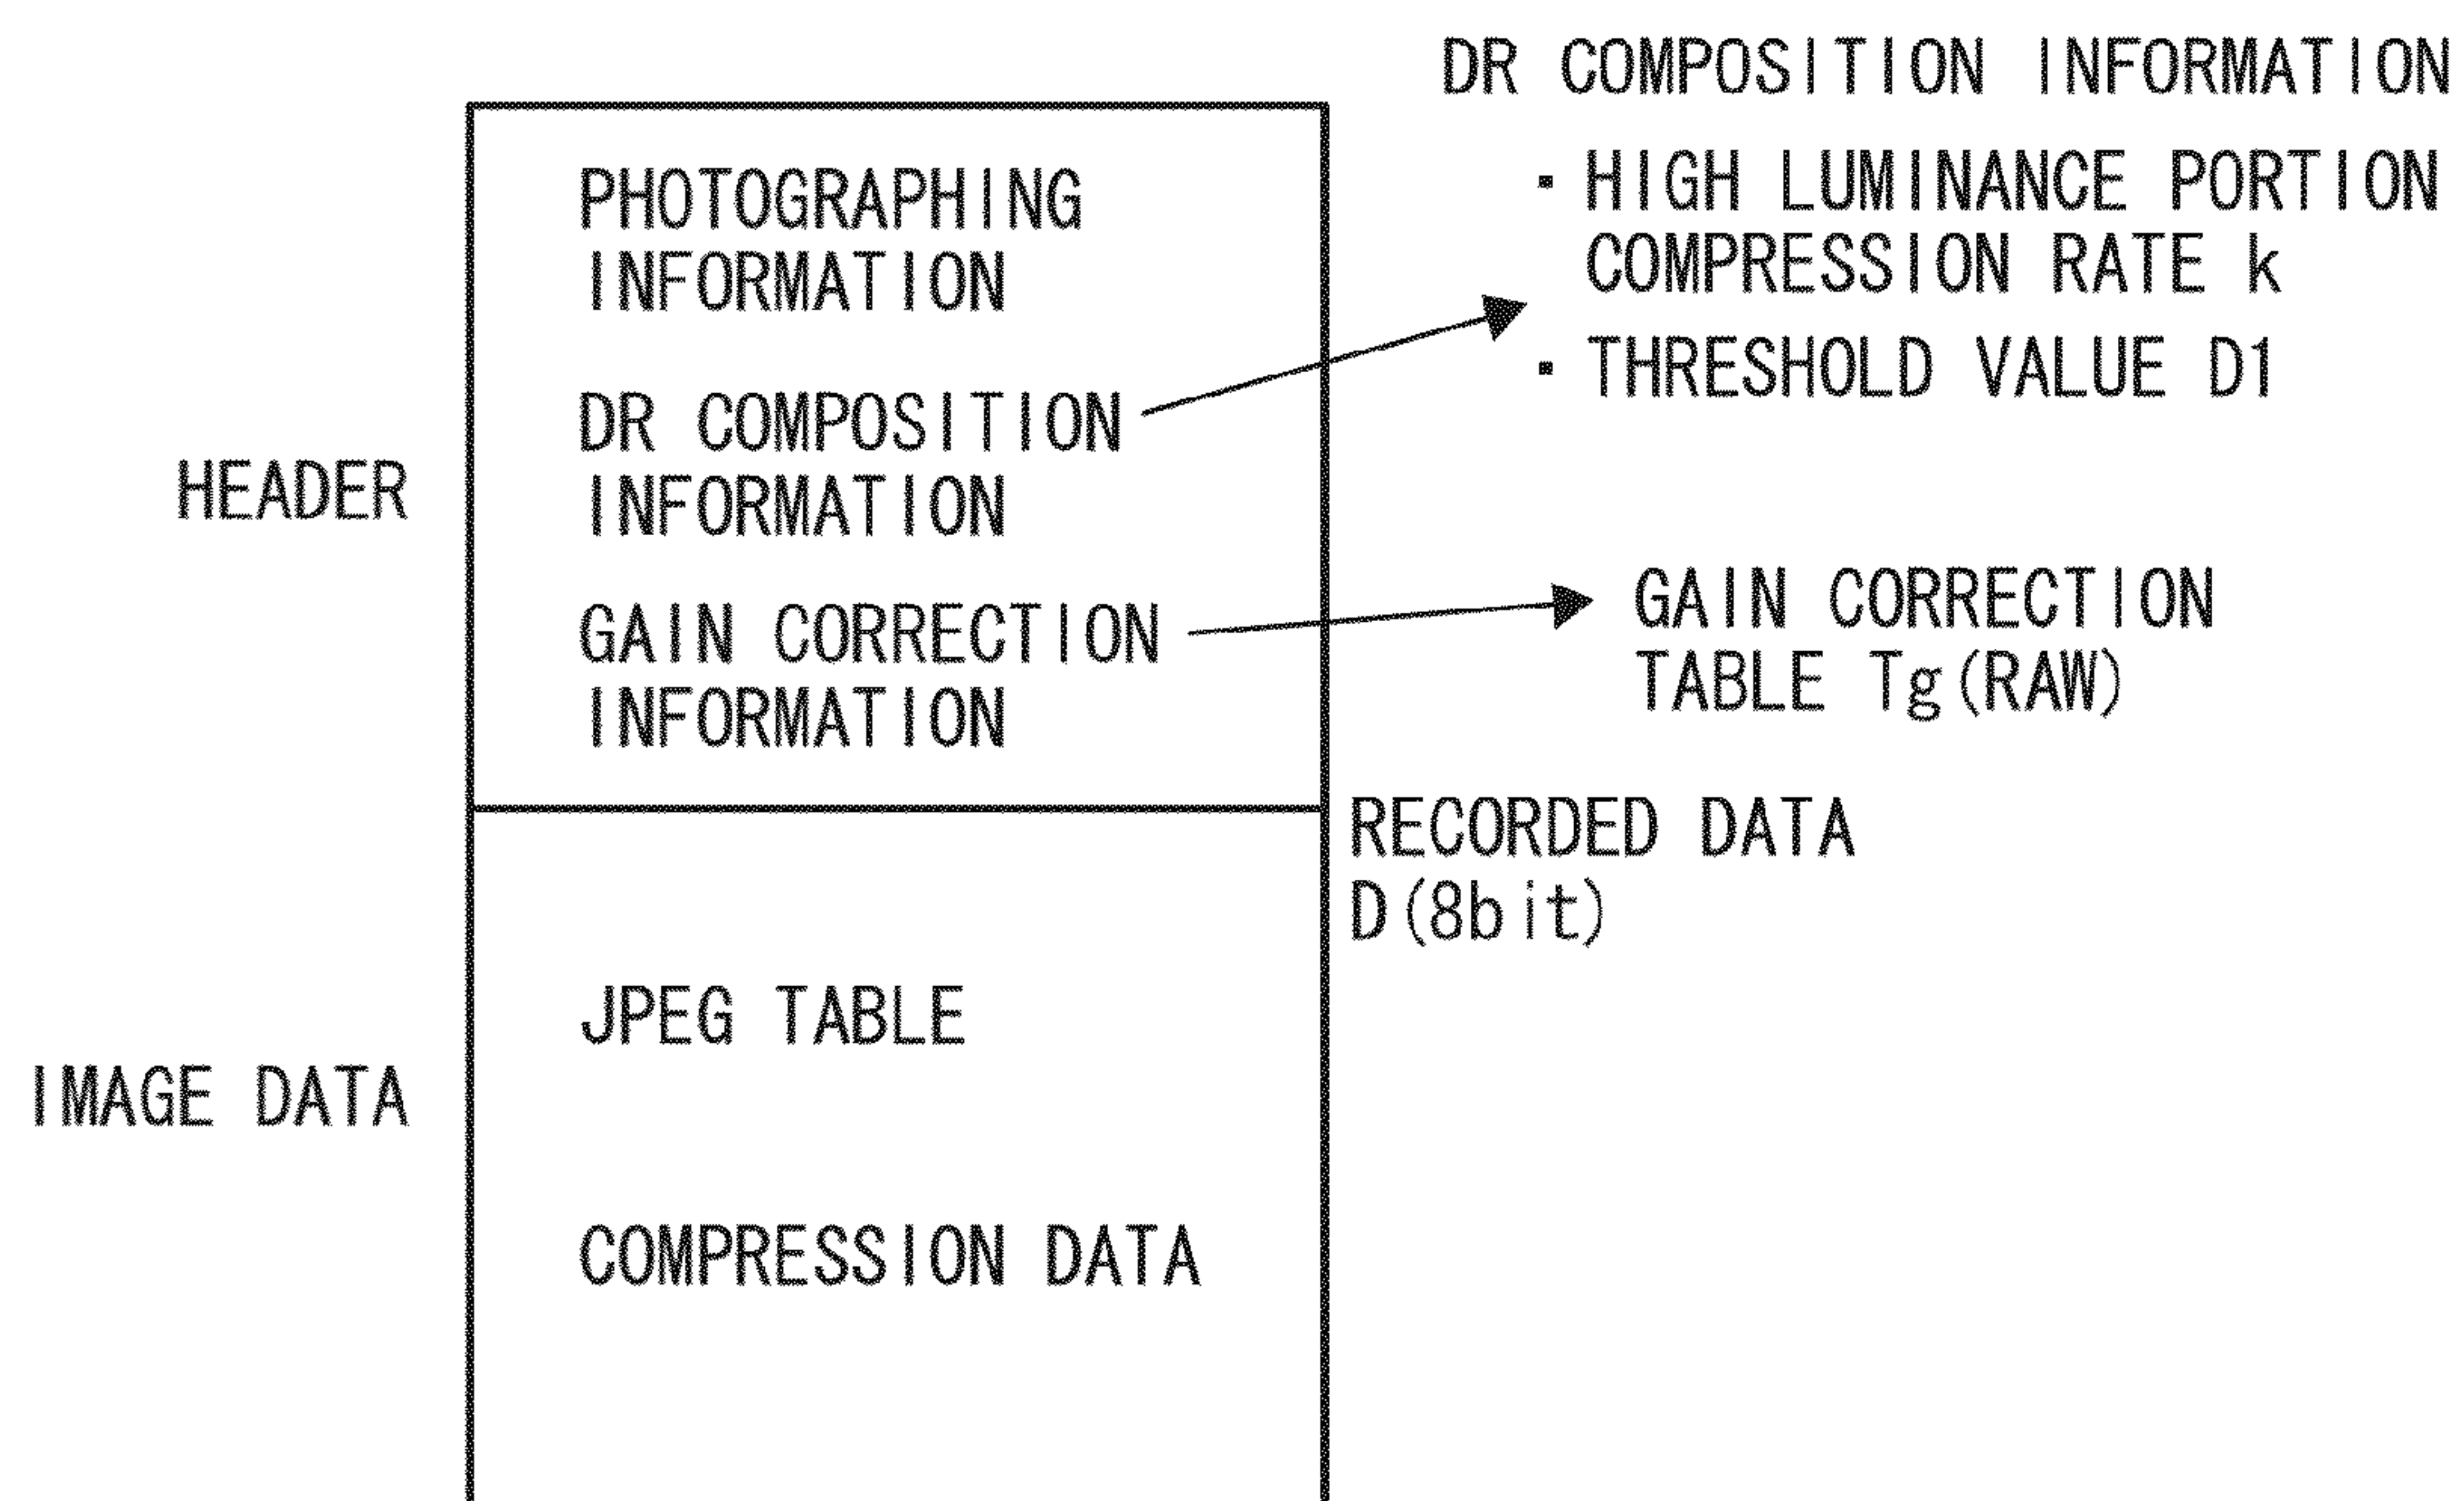 DR COMPOSITION INFORMATION
・HIGH LUMINANCE PORTION
COMPRESSION RATE k
・THRESHOLD VALUE D1
HEADER
PHOTOGRAPHING
INFORMATION
DR COMPOSITION
INFORMATION
GAIN CORRECTION
INFORMATION
GAIN CORRECTION
TABLE Tg(RAW)
RECORDED DATA
D(8bit)
IMAGE DATA
JPEG TABLE
COMPRESSION DATA